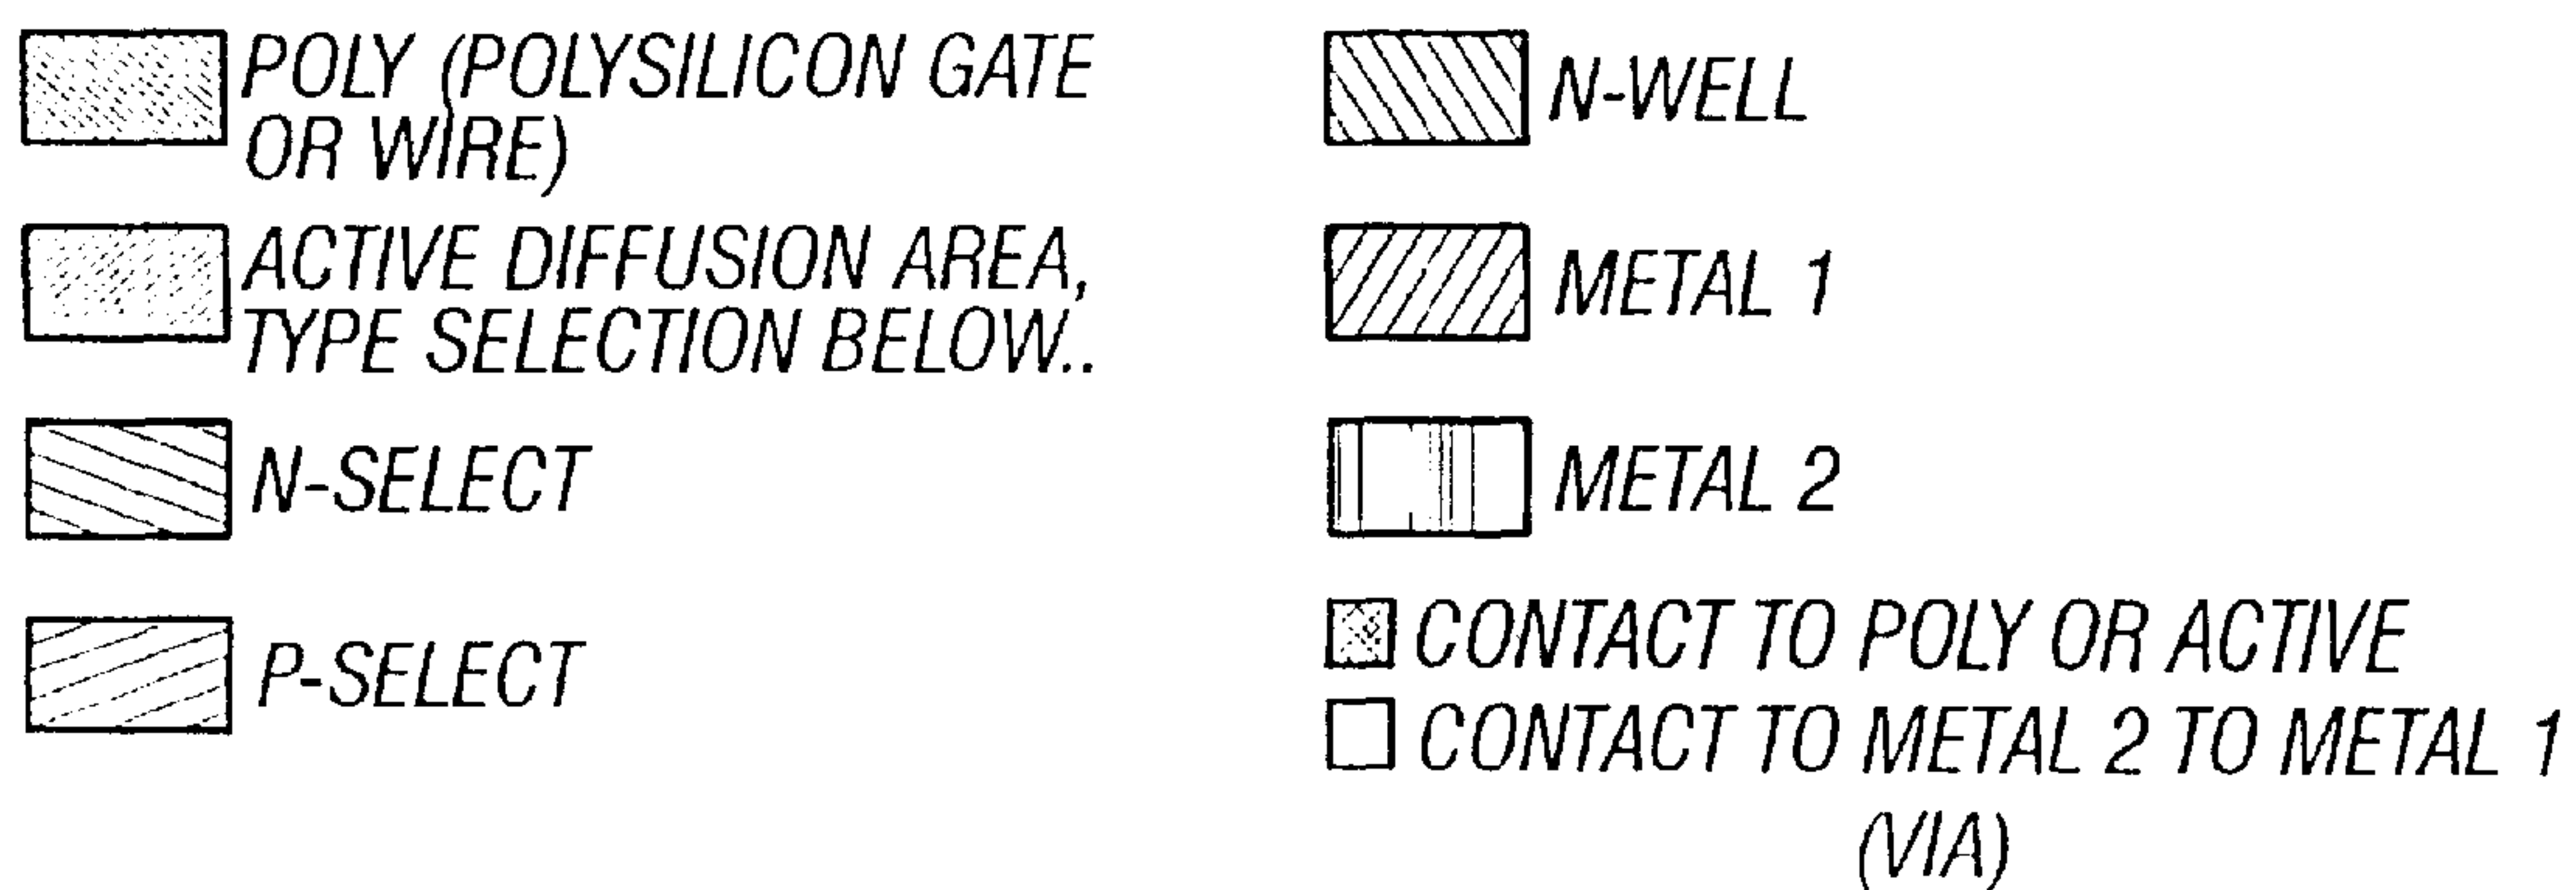 POLY (POLYSILICON GATE
OR WIRE)
ACTIVE DIFFUSION AREA,
TYPE SELECTION BELOW..
N-SELECT
P-SELECT
N-WELL
METAL 1
METAL 2
CONTACT TO POLY OR ACTIVE
CONTACT TO METAL 2 TO METAL 1
(VIA)